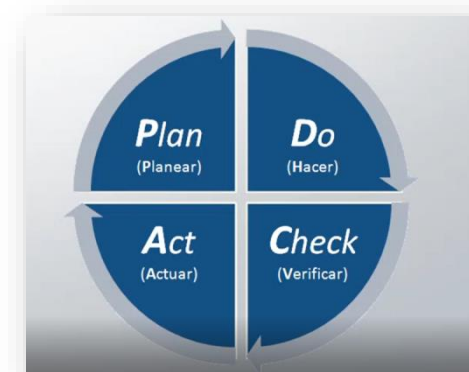 Plan
(Planear)
Do
(Hacer)
Act
(Actuar)
Check
(Verificar)